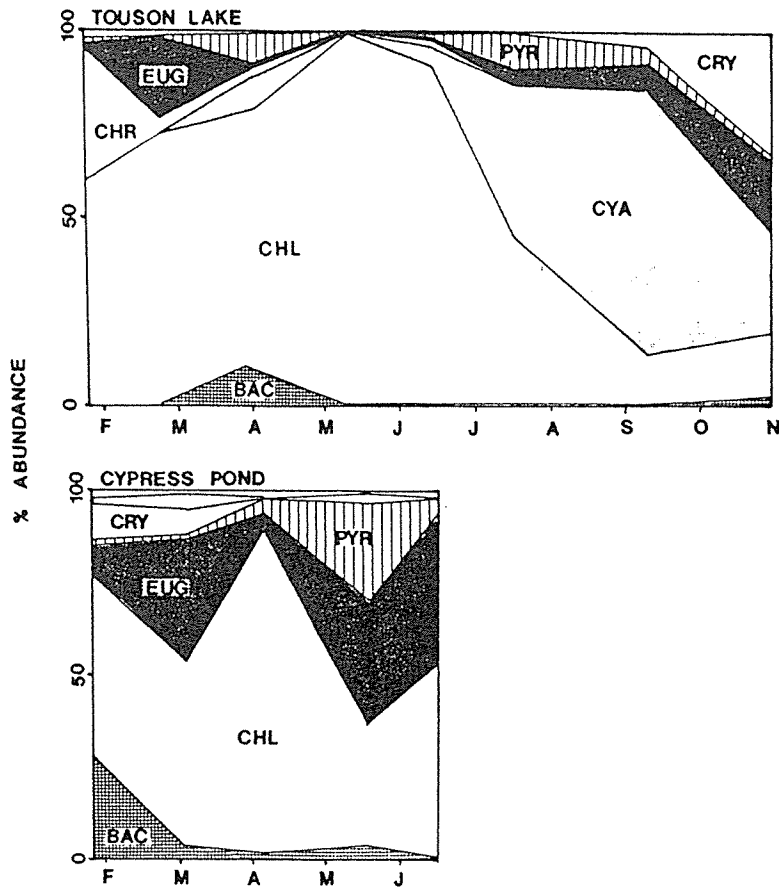 TOUSON LAKE
100
EUG
PYR
CRY
CHR
50
CYA
CHL
BAC
0
F M A M J J A S O N
% ABUNDANCE
CYPRESS POND
100
CRY
PYR
EUG
50
CHL
BAC
0
F M A M J